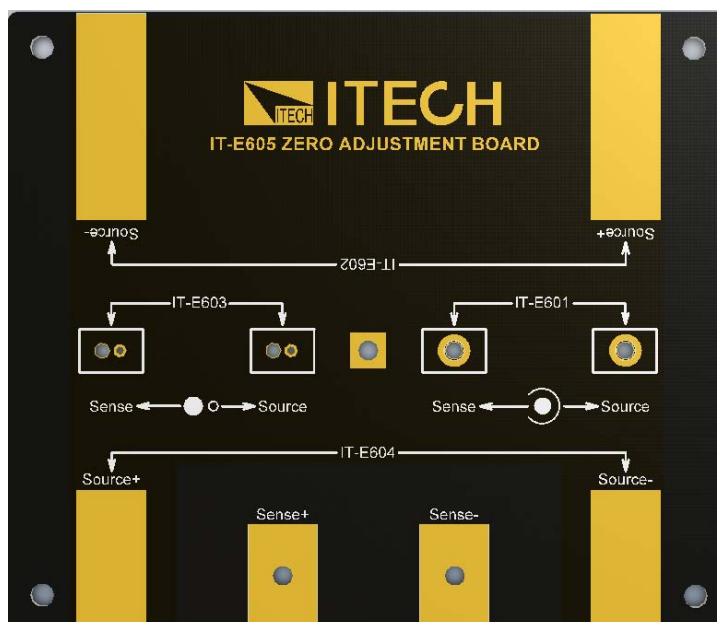 ITECH
ITECH
IT-E605 ZERO ADJUSTMENT BOARD
Source-
Source+
IT-E602
IT-E603
IT-E601
Sense
Source
Sense
Source
IT-E604
Source+
Source-
Sense+
Sense-